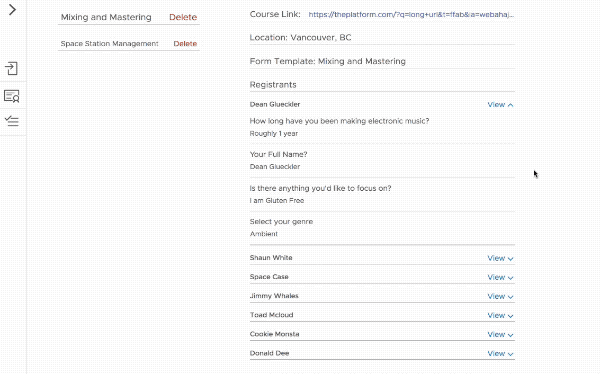 Mixing and Mastering Delete
Space Station Management Delete
Course Link: https://theplatform.com/?q=long+url&t=ffab&ia=webahaj...
Location: Vancouver, BC
Form Template: Mixing and Mastering
Registrants
Dean Glueckler View
How long have you been making electronic music?
Roughly 1 year
Your Full Name?
Dean Glueckler
Is there anything you'd like to focus on?
I am Gluten Free
Select your genre
Ambient
Shaun White View
Space Case View
Jimmy Whales View
Toad Mcloud View
Cookie Monsta View
Donald Dee View